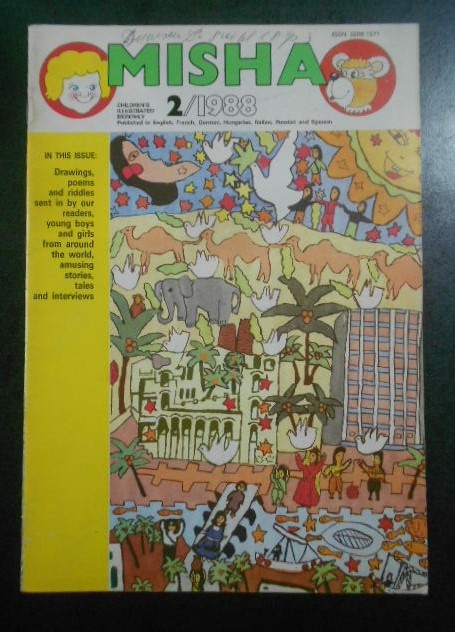 ISSN 0206-1571
MISHA
CHILDREN'S
ILLUSTRATED
MONTHLY
2/1988
Published in English, French, German, Hungarian, Italian, Russian and Spanish
IN THIS ISSUE:
Drawings,
poems
and riddles
sent in by our
readers,
young boys
and girls
from around
the world,
amusing
stories,
tales
and interviews